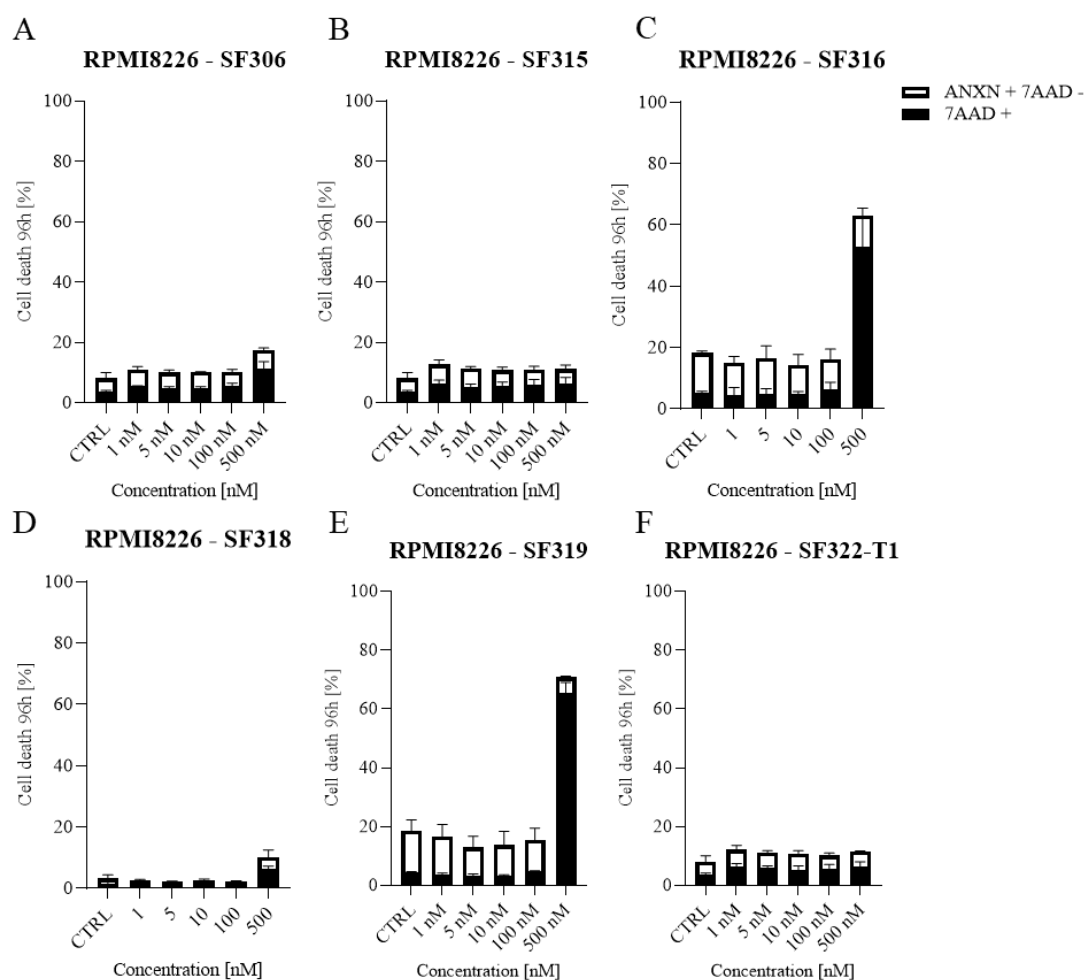 A
RPMI8226 - SF306
Cell death 96h [%]
100
80
60
40
20
0
CTRL
1 nM
5 nM
10 nM
100 nM
500 nM
Concentration [nM]
B
RPMI8226 - SF315
Cell death 96h [%]
100
80
60
40
20
0
CTRL
1 nM
5 nM
10 nM
100 nM
500 nM
Concentration [nM]
C
RPMI8226 - SF316
Cell death 96h [%]
100
80
60
40
20
0
CTRL
1
5
10
100
500
Concentration [nM]
ANXN + 7AAD -
7AAD +
D
RPMI8226 - SF318
Cell death 96h [%]
100
80
60
40
20
0
CTRL
1
5
10
100
500
Concentration [nM]
E
RPMI8226 - SF319
Cell death 96h [%]
100
80
60
40
20
0
CTRL
1 nM
5 nM
10 nM
100 nM
500 nM
Concentration [nM]
F
RPMI8226 - SF322-T1
Cell death 96h [%]
100
80
60
40
20
0
CTRL
1 nM
5 nM
10 nM
100 nM
500 nM
Concentration [nM]